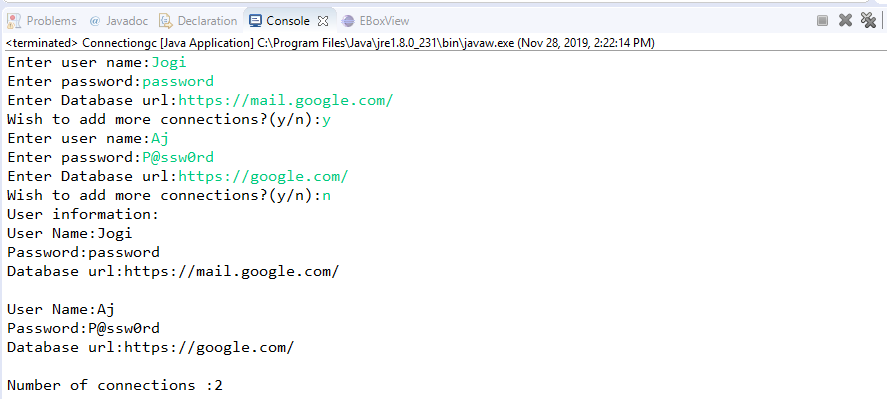 Problems @ Javadoc Declaration Console EBoxView
<terminated> Connectiongc [Java Application] C:\Program Files\Java\jre1.8.0_231\bin\javaw.exe (Nov 28, 2019, 2:22:14 PM)
Enter user name:Jogi
Enter password:password
Enter Database url:https://mail.google.com/
Wish to add more connections?(y/n):y
Enter user name:Aj
Enter password:P@ssw0rd
Enter Database url:https://google.com/
Wish to add more connections?(y/n):n
User information:
User Name:Jogi
Password:password
Database url:https://mail.google.com/
User Name:Aj
Password:P@ssw0rd
Database url:https://google.com/
Number of connections :2